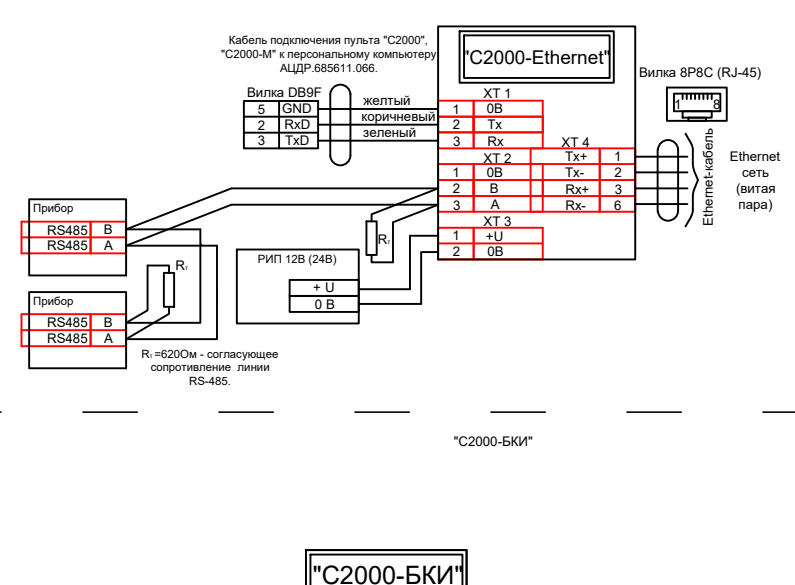 Кабель подключения пульта "С2000",
"С2000-М" к персональному компьютеру
АЦДР.685611.066.
"С2000-Ethernet"
Вилка 8P8C (RJ-45)
1 8
Вилка DB9F
5 GND желтый
2 RxD коричневый
3 TxD зеленый
XT 1
1 0В
2 Tx
3 Rx
XT 2
1 0В
2 B
3 A
XT 3
1 +U
2 0В
XT 4
Tx+ 1
Tx- 2
Rx+ 3
Rx- 6
Ethernet-кабель
Ethernet
сеть
(витая
пара)
Прибор
RS485 B
RS485 A
Rт
Rт
РИП 12В (24В)
+ U
0 В
Прибор
RS485 B
RS485 A
Rт=620Ом - согласующее
сопротивление линии
RS-485.
"С2000-БКИ"
"С2000-БКИ"